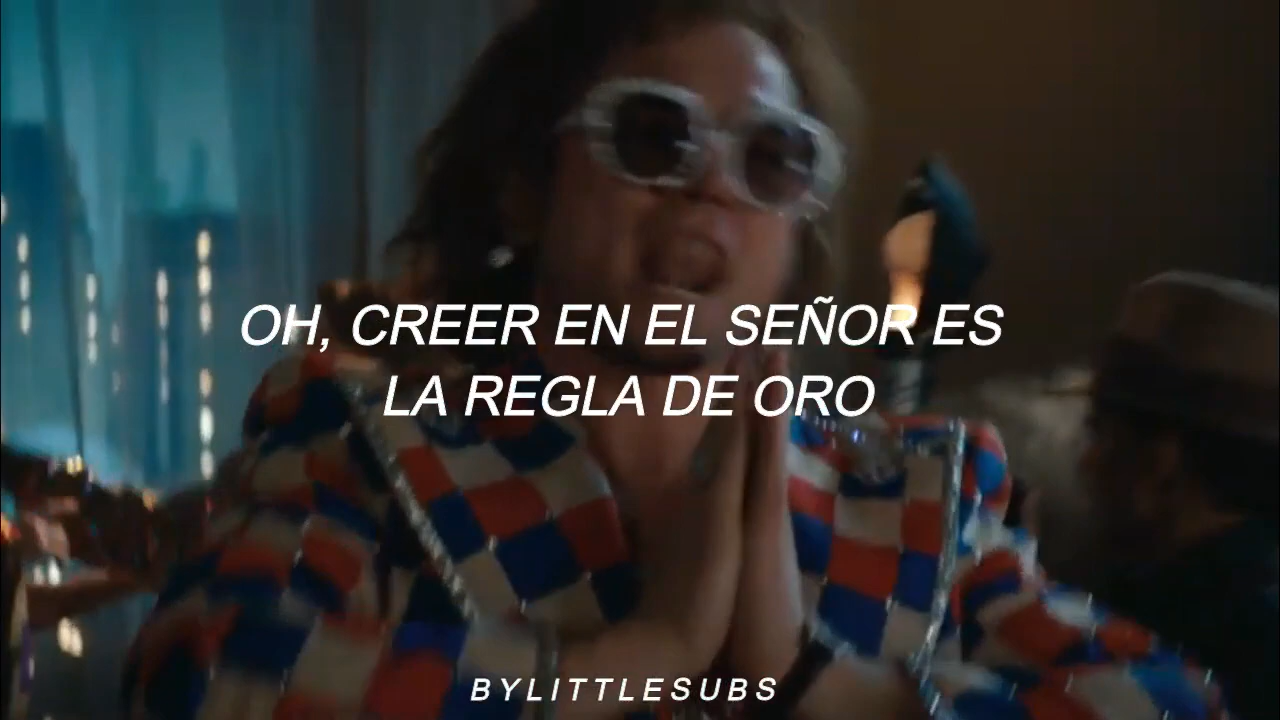 OH, CREER EN EL SEÑOR ES
LA REGLA DE ORO
BYLITTLESUBS